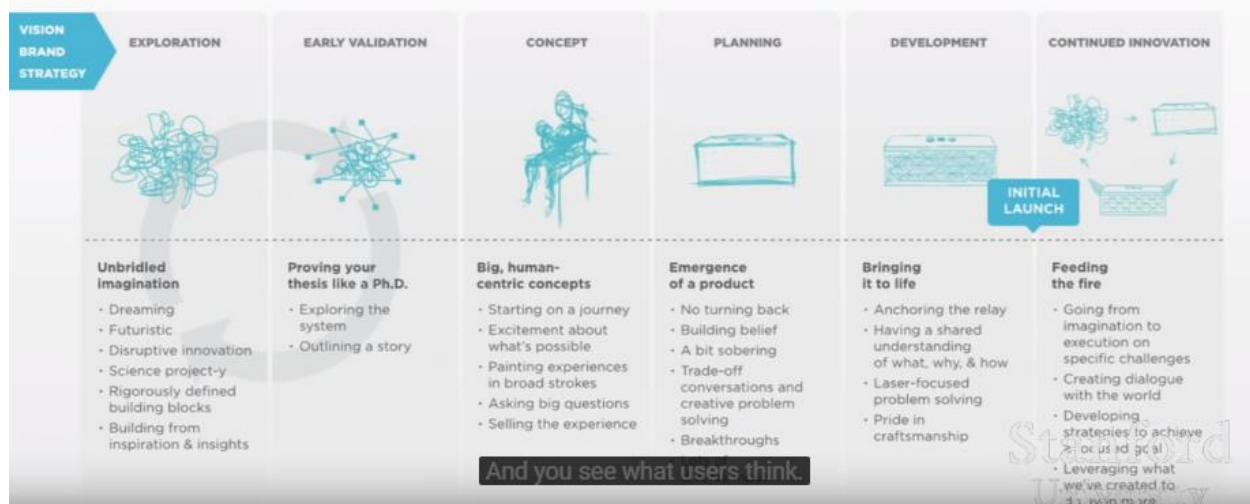 VISION
BRAND
STRATEGY
EXPLORATION
EARLY VALIDATION
CONCEPT
PLANNING
DEVELOPMENT
CONTINUED INNOVATION
INITIAL
LAUNCH
Unbridled
imagination
· Dreaming
· Futuristic
· Disruptive innovation
· Science project-y
· Rigorously defined
building blocks
· Building from
inspiration & insights
Proving your
thesis like a Ph.D.
· Exploring the
system
· Outlining a story
Big, human-
centric concepts
· Starting on a journey
· Excitement about
what's possible
· Painting experiences
in broad strokes
· Asking big questions
· Selling the experience
Emergence
of a product
· No turning back
· Building belief
· A bit sobering
· Trade-off
conversations and
creative problem
solving
· Breakthroughs
Bringing
it to life
· Anchoring the relay
· Having a shared
understanding
of what, why, & how
· Laser-focused
problem solving
· Pride in
craftsmanship
Feeding
the fire
· Going from
imagination to
execution on
specific challenges
· Creating dialogue
with the world
· Developing
strategies to achieve
a focused goal
· Leveraging what
we've created to
And you see what users think.
Stanford
University